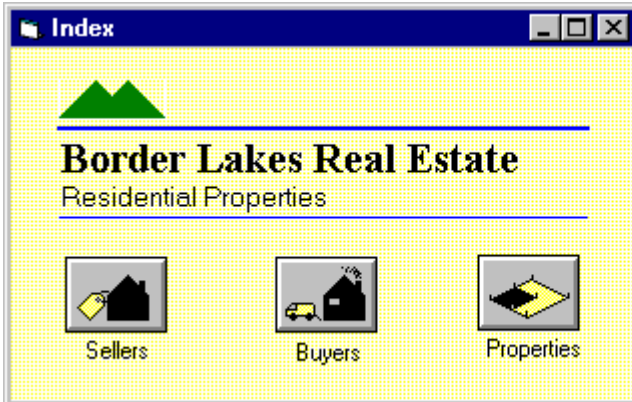 Index
Border Lakes Real Estate
Residential Properties
Sellers
Buyers
Properties